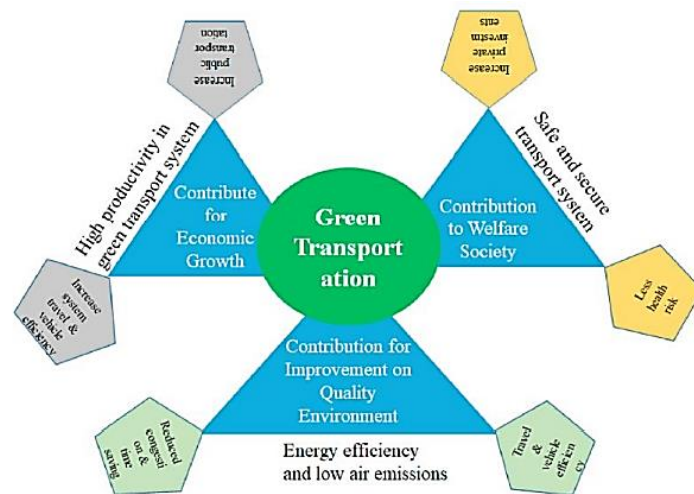 Increase
public
transpor
tation
Increase
private
investm
ents
High productivity in
green transport system
Safe and secure
transport system
Contribute
for
Economic
Growth
Green
Transport
ation
Contribution
to Welfare
Society
Increase
system
travel &
vehicle
efficiency
Less
health
risk
Contribution for
Improvement on
Quality
Environment
Reduced
congesti
on &
time
saving
Energy efficiency
and low air emissions
Travel
&
vehicle
efficien
cy